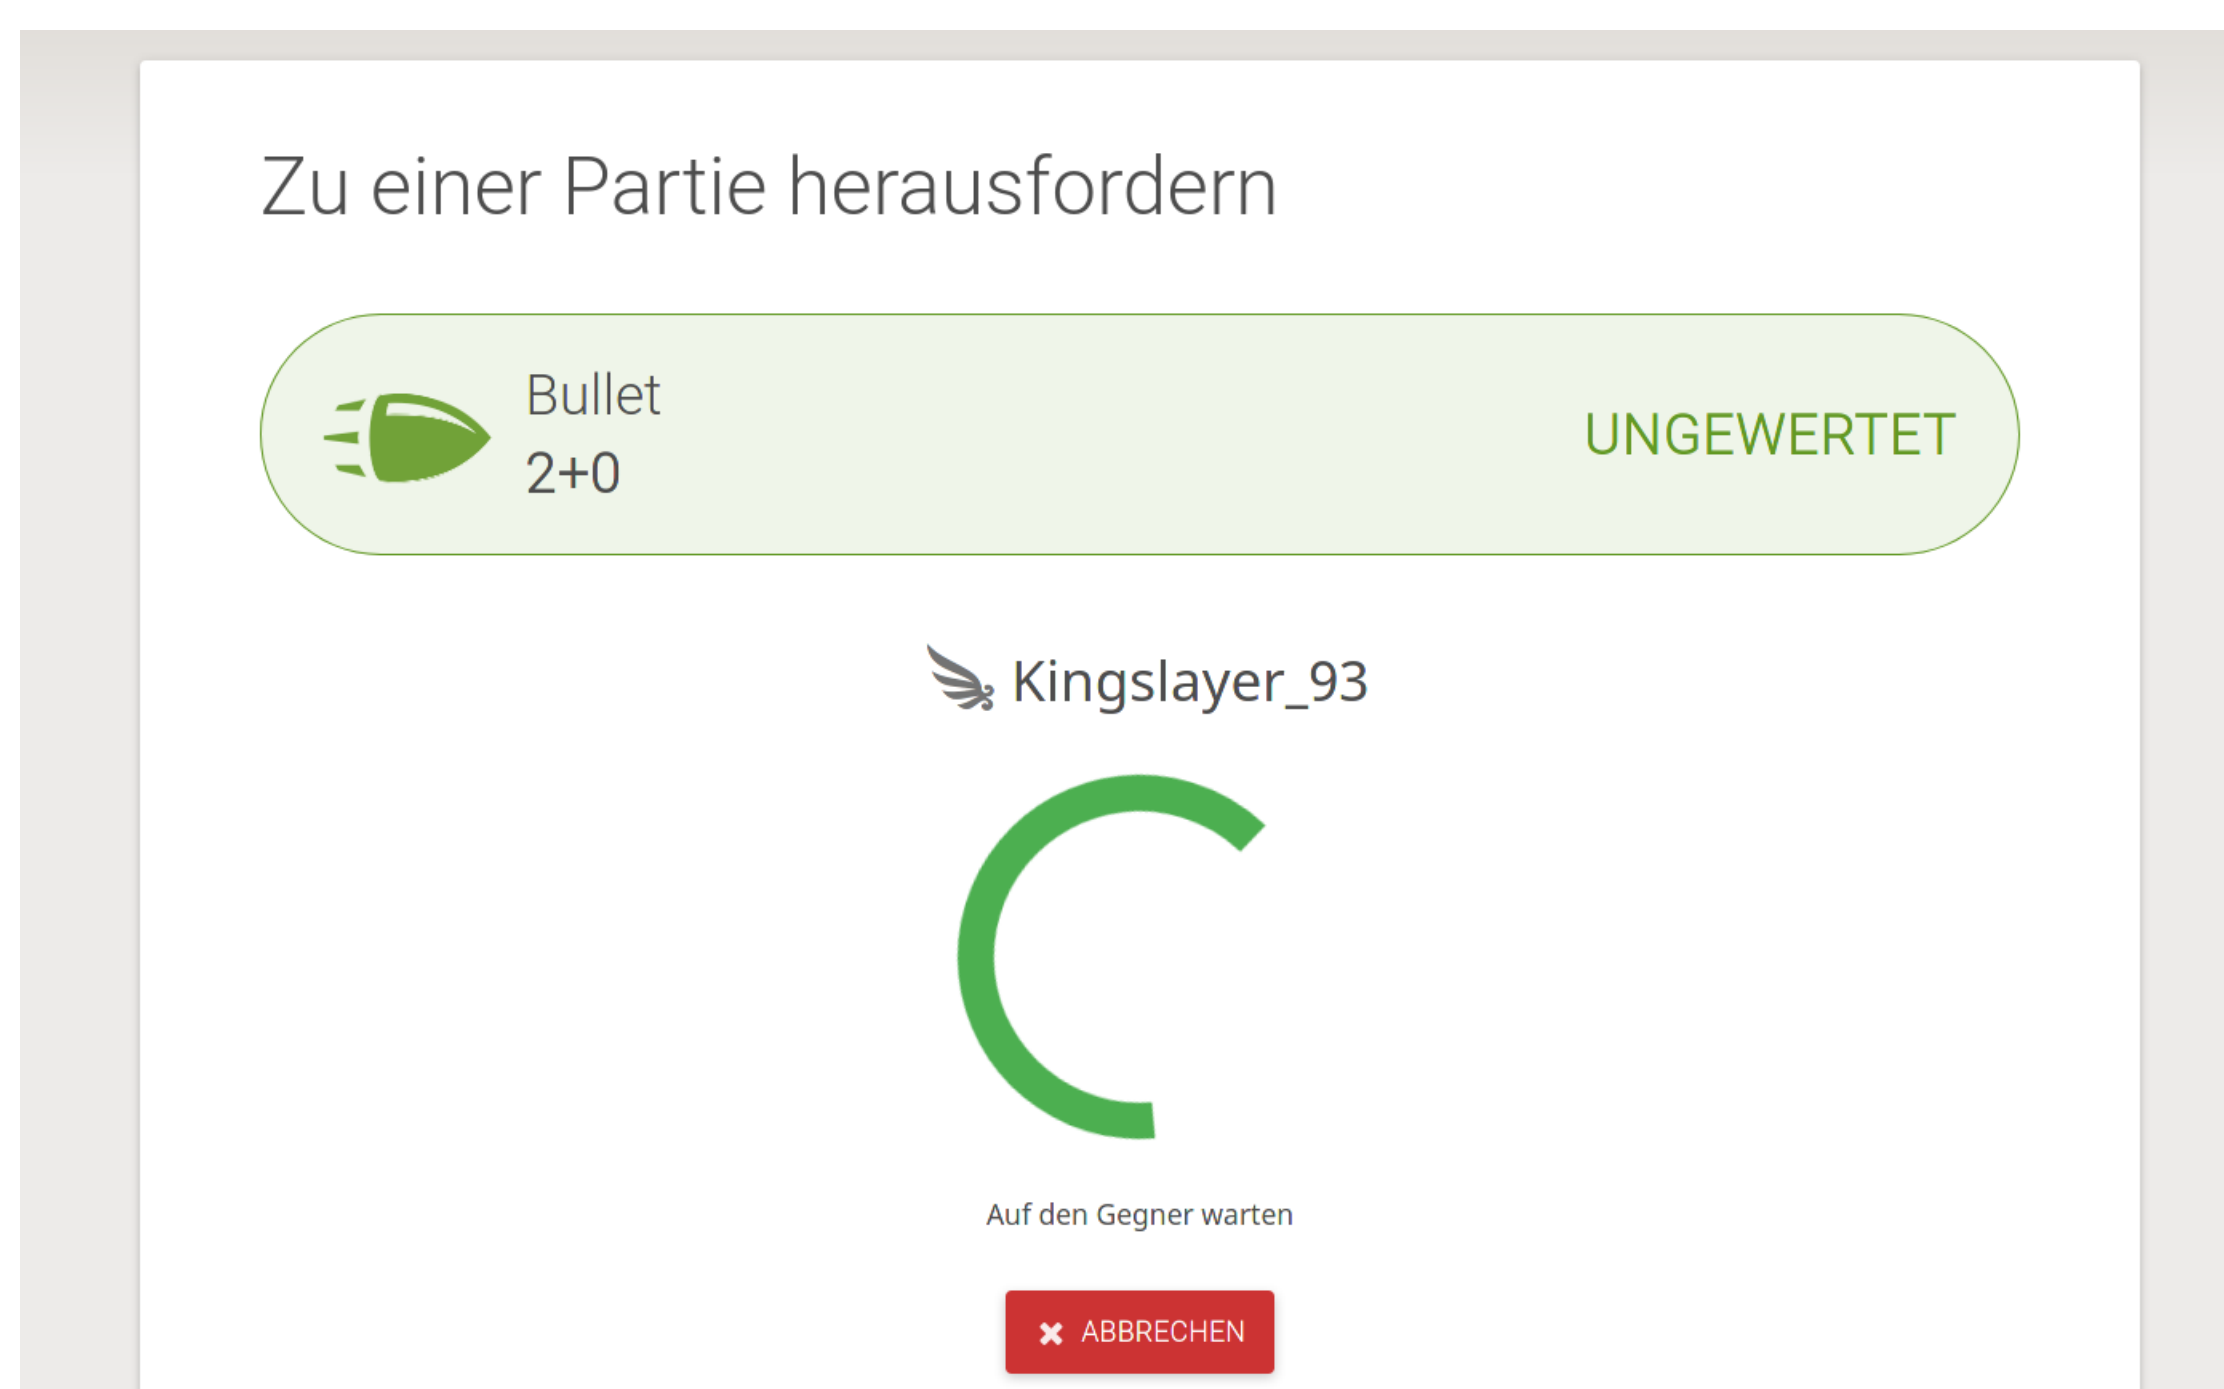 Zu einer Partie herausfordern
Bullet
2+0
UNGEWERTET
Kingslayer_93
Auf den Gegner warten
ABBRECHEN